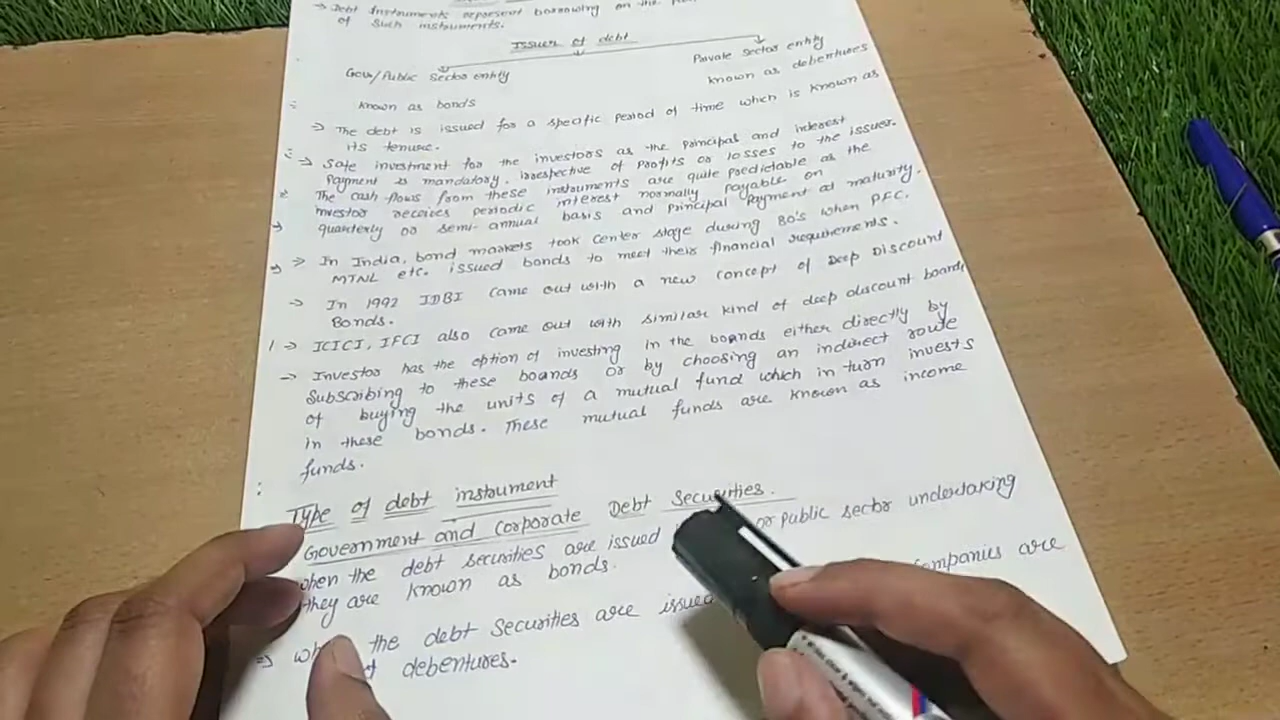 → Debt Instruments represent borrowing on the
of such instruments.
Issuer of debt
Gov/Public Sector entity
Private sector entity
known as bonds
known as debentures
→ The debt is issued for a specific period of time which is known as
its tenure.
→ Safe investment for the investors as the principal and interest
Payment is mandatory, irrespective of profits or losses to the issuer.
The cash flows from these instruments are quite predictable as the
investor receives periodic interest normally payable on
quarterly or semi-annual basis and principal payment at maturity.
→ In India, bond markets took center stage during 80's when PFC.
MTNL etc. issued bonds to meet their financial requirements.
→ In 1992 IDBI came out with a new concept of Deep Discount
Bonds.
→ ICICI, IFCI also came out with similar kind of deep discount boands
→ Investor has the option of investing in the boands either directly by
Subscribing to these boands or by choosing an indirect route
of buying the units of a mutual fund which in turn invests
in these bonds. These mutual funds are known as income
funds.
Type of debt instrument
Government and corporate Debt Securities.
when the debt securities are issued or public sector undertaking
they are known as bonds.
⇒ the debt securities are issued companies are
debentures.